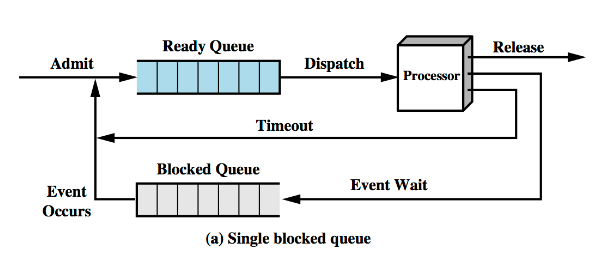 Ready Queue
Release
Admit
Dispatch
Processor
Timeout
Blocked Queue
Event Wait
Event
Occurs
(a) Single blocked queue